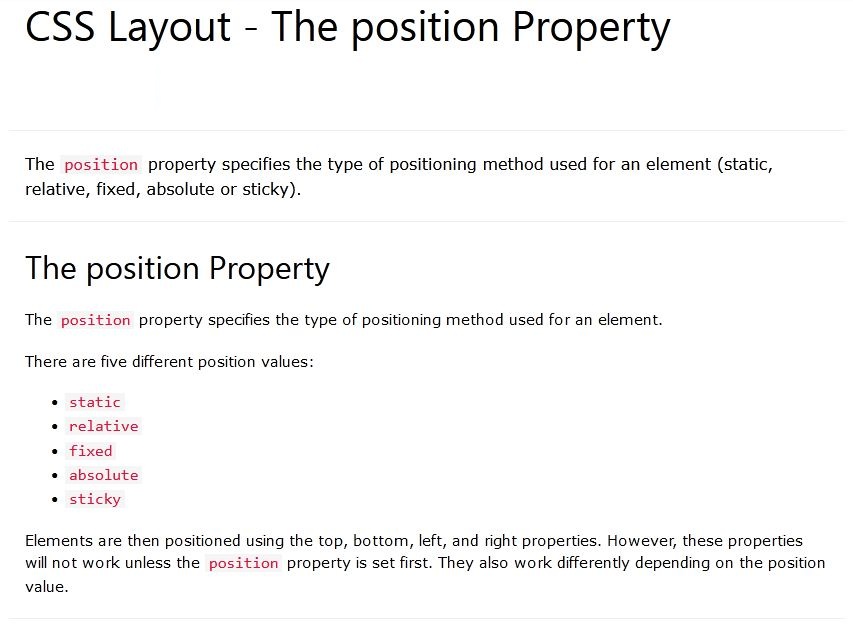 CSS Layout - The position Property
The position property specifies the type of positioning method used for an element (static,
relative, fixed, absolute or sticky).
The position Property
The position property specifies the type of positioning method used for an element.
There are five different position values:
• static
• relative
• fixed
• absolute
• sticky
Elements are then positioned using the top, bottom, left, and right properties. However, these properties
will not work unless the position property is set first. They also work differently depending on the position
value.